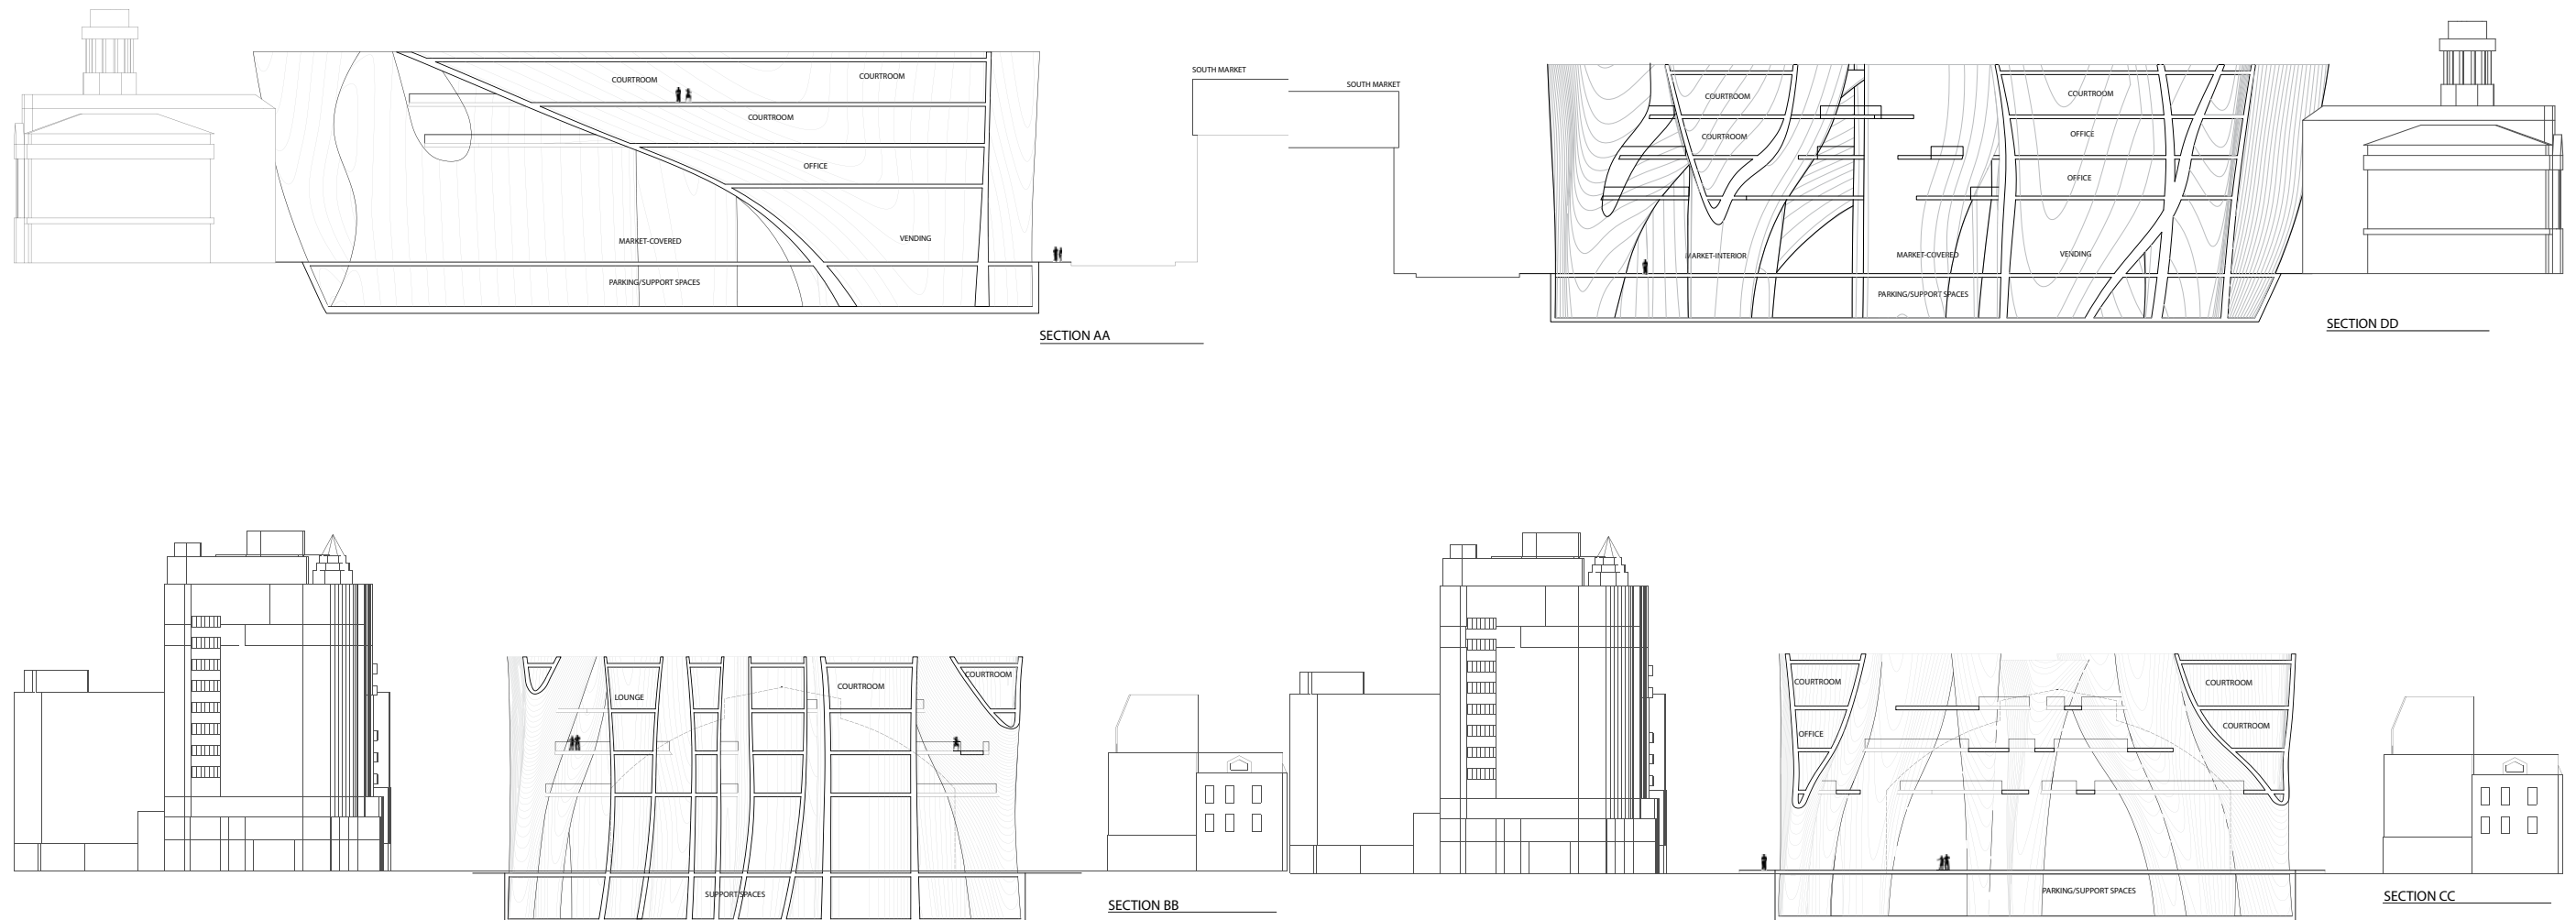 SOUTH MARKET
SOUTH MARKET
COURTROOM
COURTROOM
COURTROOM
OFFICE
VENDING
MARKET-COVERED
PARKING/SUPPORT SPACES
SECTION AA
COURTROOM
COURTROOM
COURTROOM
OFFICE
OFFICE
MARKET-INTERIOR
MARKET-COVERED
VENDING
PARKING/SUPPORT SPACES
SECTION DD
COURTROOM
COURTROOM
LOUNGE
SUPPORT SPACES
SECTION BB
COURTROOM
COURTROOM
COURTROOM
OFFICE
PARKING/SUPPORT SPACES
SECTION CC